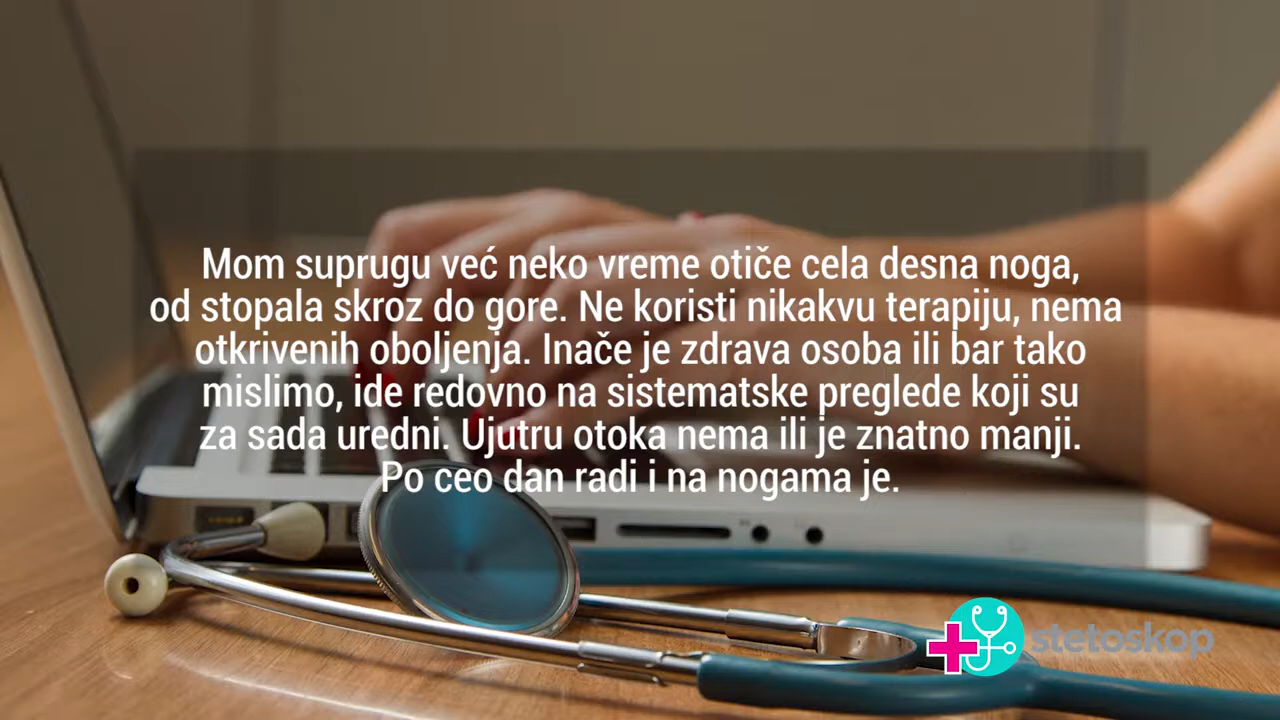 Mom suprugu već neko vreme otiče cela desna noga,
od stopala skroz do gore. Ne koristi nikakvu terapiju, nema
otkrivenih oboljenja. Inače je zdrava osoba ili bar tako
mislimo, ide redovno na sistematske preglede koji su
za sada uredni. Ujutru otoka nema ili je znatno manji.
Po ceo dan radi i na nogama je.
stetoskop